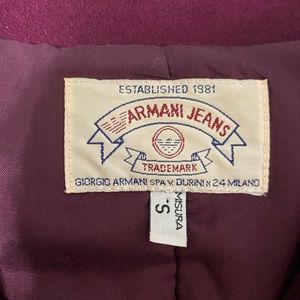 ESTABLISHED 1981
ARMANI JEANS
TRADEMARK
GIORGIO ARMANI SPA V. DURINI N 24 MILANO
MISURA
S